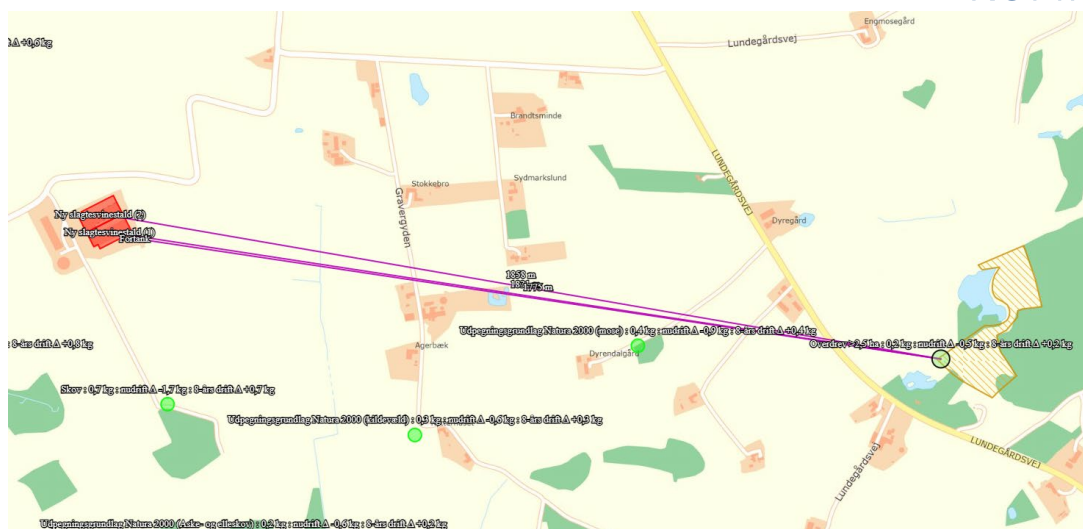 Engmosegård
Lundegårdsvej
ft Δ +0,6 kg
Brandtsminde
LUNDEGÅRDSVEJ
Stokkebro
Sydmarkslund
Gravergyden
Ny slagtesvinestald (2)
Dyregård
Ny slagtesvinestald (1)
Fortank
1858 m
1775 m
Udpegningsgrundlag Natura 2000 (mose) : 0,4 kg : nudrift Δ -0,9 kg : 8-års drift Δ +0,4 kg
: 8-års drift Δ +0,8 kg
Agerbæk
Dyrendalgård
Overdrev>2,5 ha : 0,2 kg : nudrift Δ -0,5 kg : 8-års drift Δ +0,2 kg
Skov : 0,7 kg : nudrift Δ -1,7 kg : 8-års drift Δ +0,7 kg
Udpegningsgrundlag Natura 2000 (kildevæld) : 0,3 kg : nudrift Δ -0,6 kg : 8-års drift Δ +0,3 kg
LUNDEGÅRDSVEJ
Lundegårdsvej
Udpegningsgrundlag Natura 2000 (Aske- og elleskov) : 0,2 kg : nudrift Δ -0,6 kg : 8-års drift Δ +0,2 kg